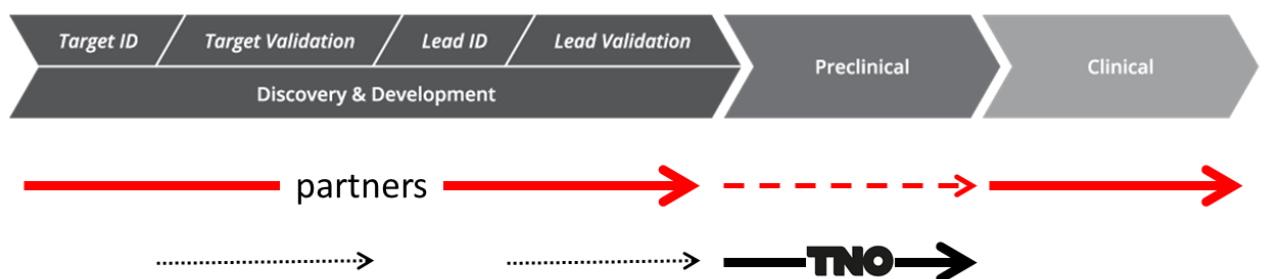 Target ID Target Validation Lead ID Lead Validation
Discovery & Development
Preclinical
Clinical
partners
TNO